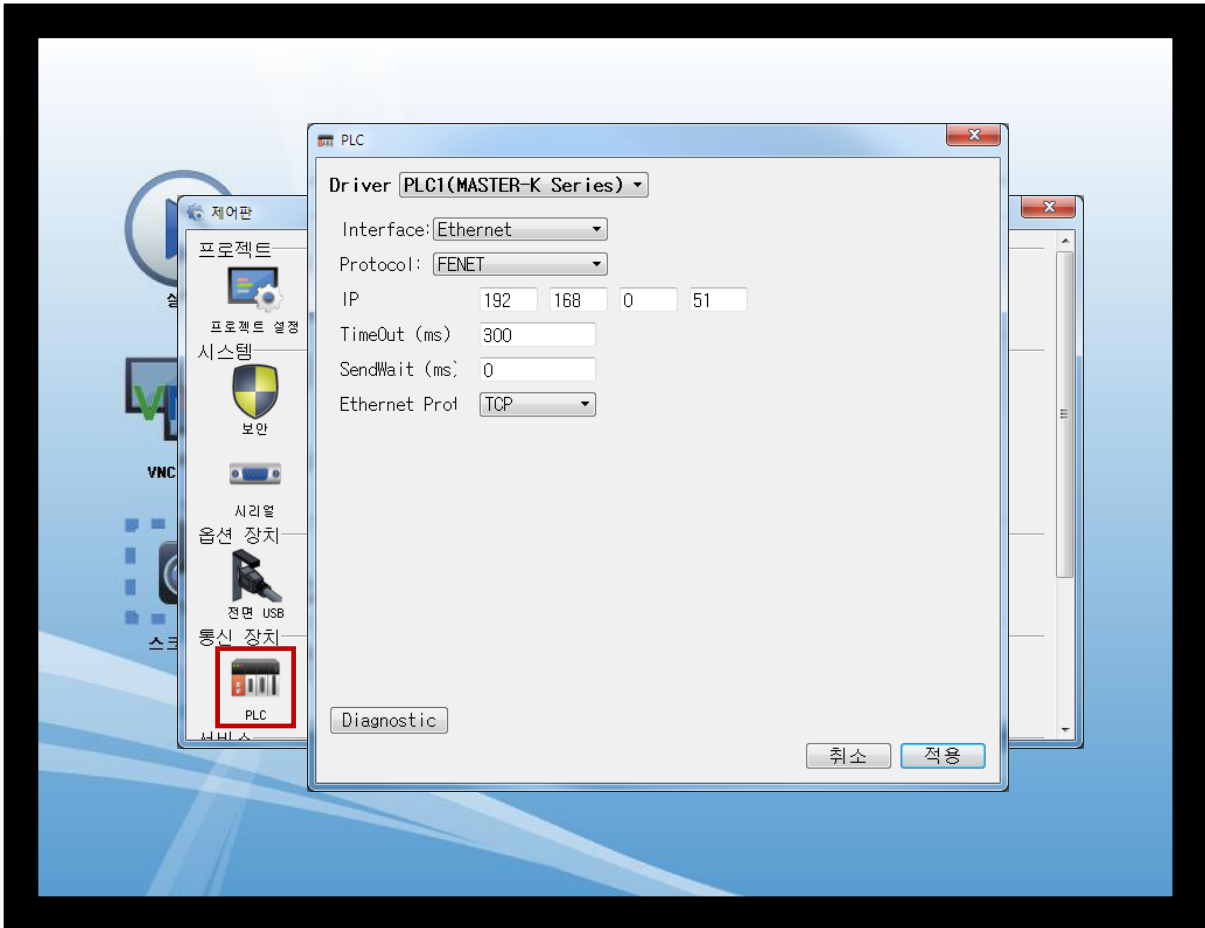 PLC
Driver PLC1(MASTER-K Series)
Interface: Ethernet
Protocol: FENET
IP 192 168 0 51
TimeOut (ms) 300
SendWait (ms)
0
Ethernet Prot TCP
Diagnostic
취소 적용
제어판
프로젝트
프로젝트 설정
시스템
보안
시리얼
옵션 장치
전면 USB
통신 장치
PLC
서비스
VNC